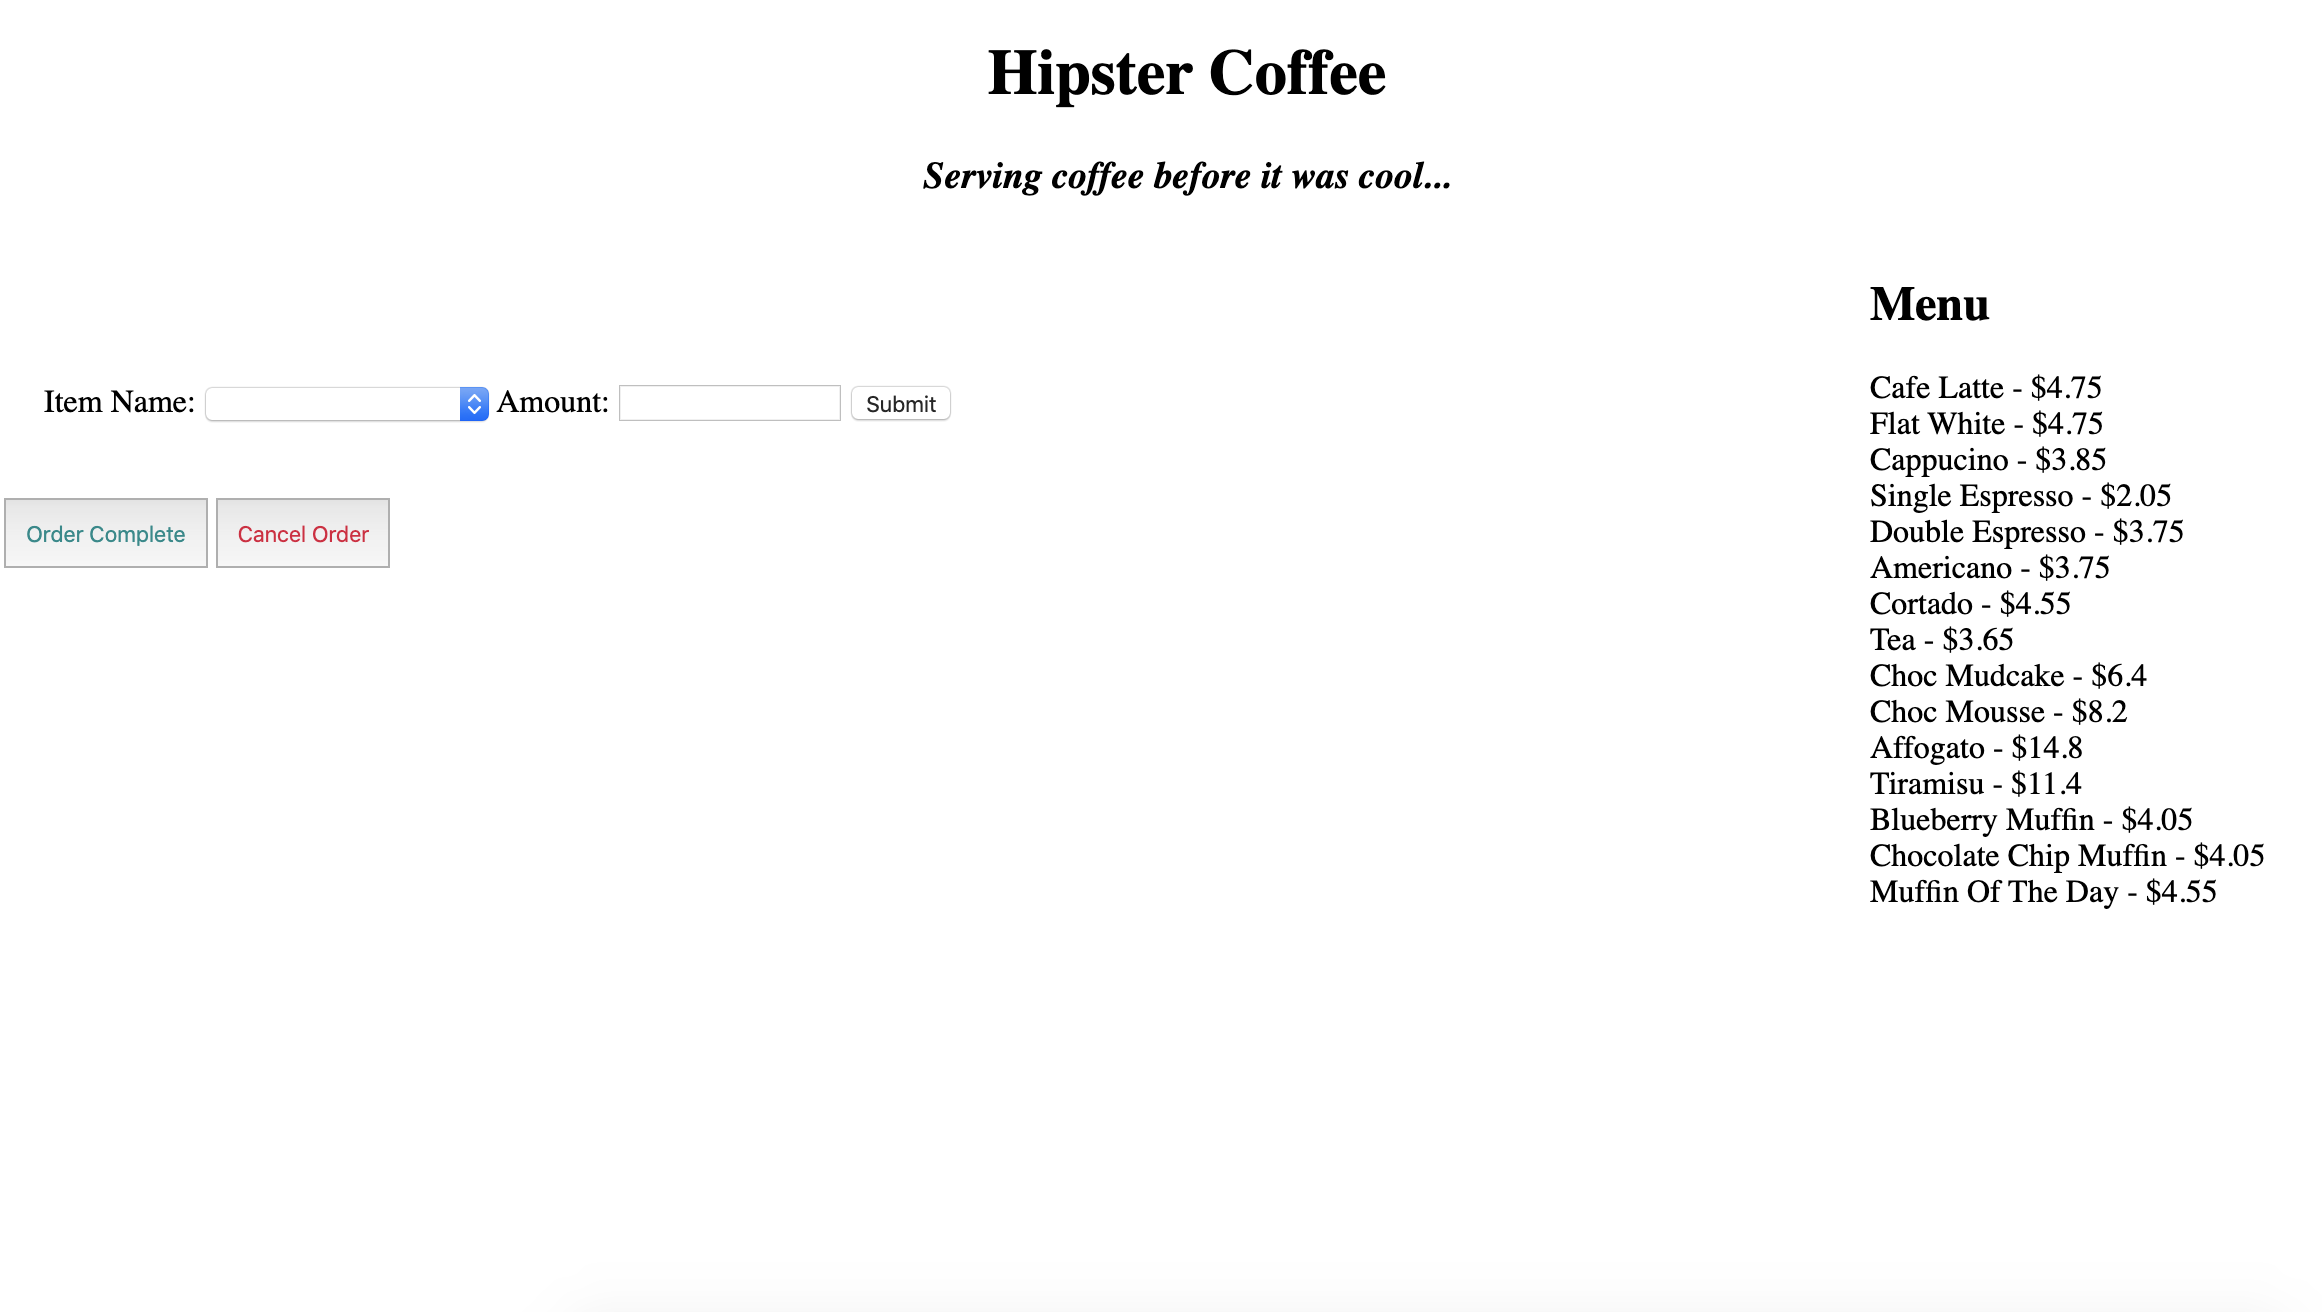 Hipster Coffee
Serving coffee before it was cool...
Item Name: Amount: Submit
Order Complete Cancel Order
Menu
Cafe Latte - $4.75
Flat White - $4.75
Cappucino - $3.85
Single Espresso - $2.05
Double Espresso - $3.75
Americano - $3.75
Cortado - $4.55
Tea - $3.65
Choc Mudcake - $6.4
Choc Mousse - $8.2
Affogato - $14.8
Tiramisu - $11.4
Blueberry Muffin - $4.05
Chocolate Chip Muffin - $4.05
Muffin Of The Day - $4.55